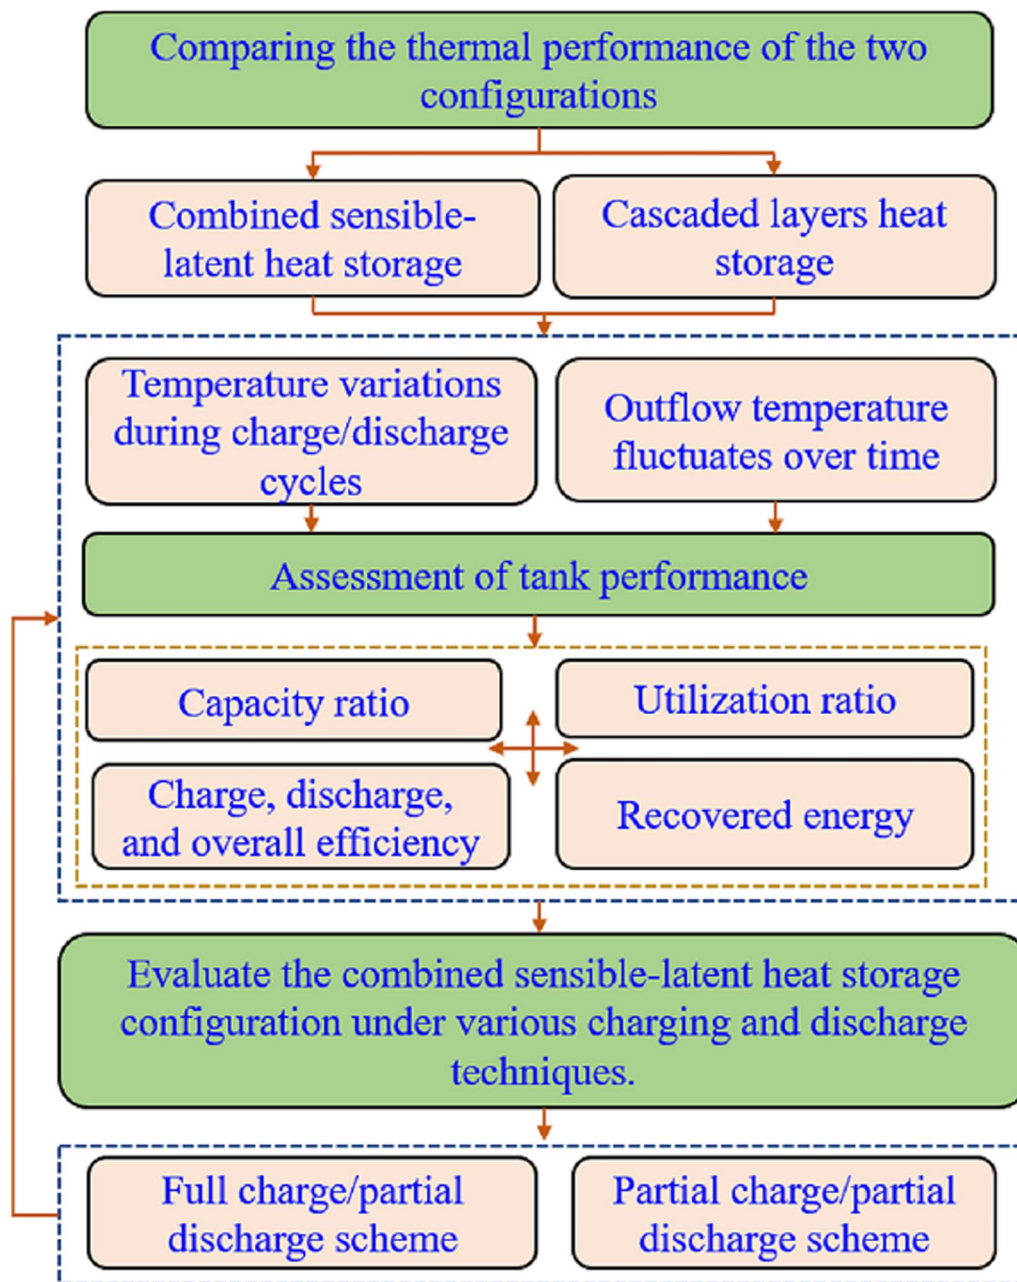 Comparing the thermal performance of the two
configurations
Combined sensible-
latent heat storage
Cascaded layers heat
storage
Temperature variations
during charge/discharge
cycles
Outflow temperature
fluctuates over time
Assessment of tank performance
Capacity ratio
Utilization ratio
Charge, discharge,
and overall efficiency
Recovered energy
Evaluate the combined sensible-latent heat storage
configuration under various charging and discharge
techniques.
Full charge/partial
discharge scheme
Partial charge/partial
discharge scheme